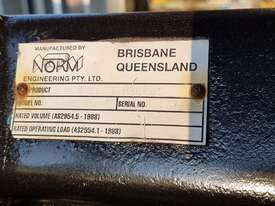 MANUFACTURED BY
NORM
ENGINEERING PTY. LTD.
BRISBANE
QUEENSLAND
PRODUCT
MODEL NO.
SERIAL NO.
RATED VOLUME (AS2954.5 - 1988)
RATED OPERATING LOAD (AS2954.1 - 1988)